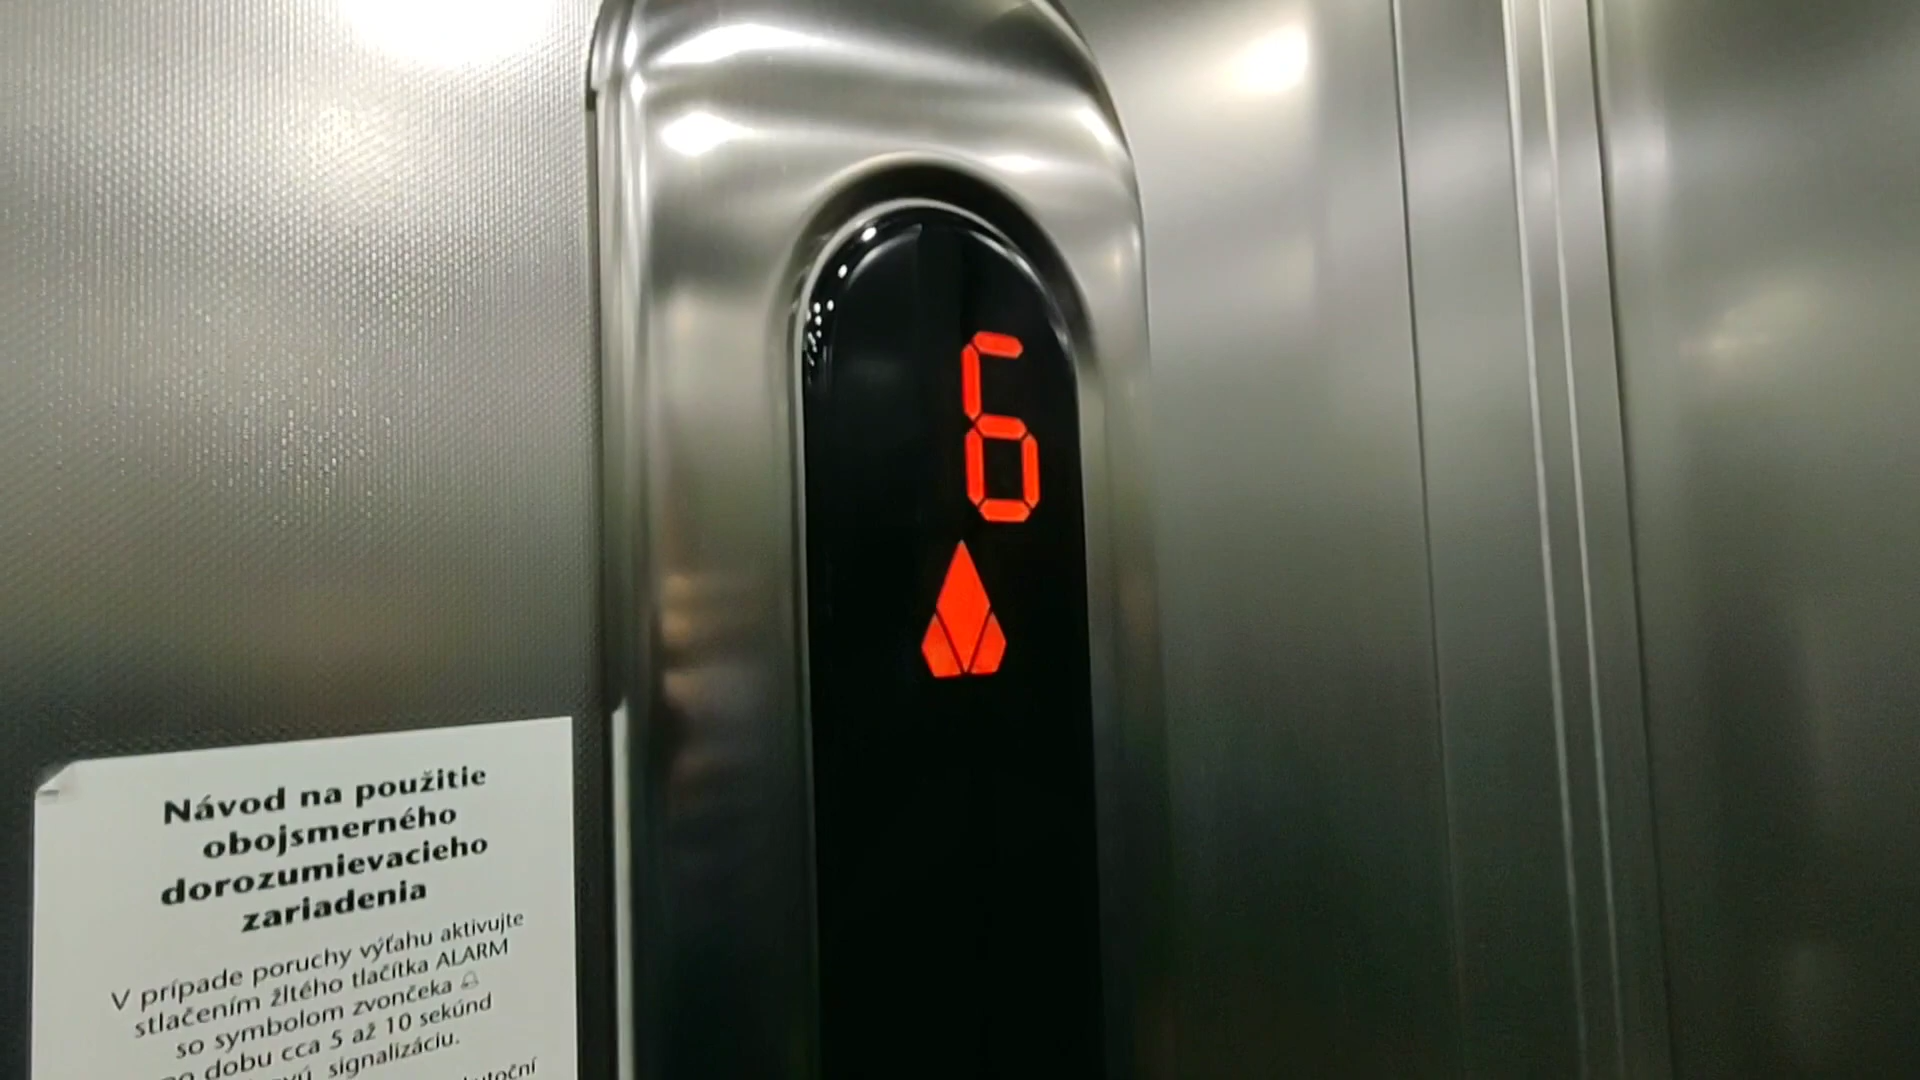 6
Návod na použitie
obojsmerného
dorozumievacieho
zariadenia
V prípade poruchy výťahu aktivujte
stlačením žltého tlačítka ALARM
so symbolom zvončeka
dobu cca 5 až 10 sekúnd
signalizáciu.